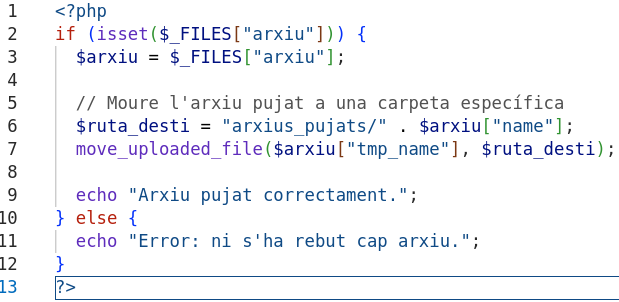 1 <?php
2 if (isset($_FILES["arxiu"])) {
3 $arxiu = $_FILES["arxiu"];
4
5 // Moure l'arxiu pujat a una carpeta específica
6 $ruta_desti = "arxius_pujats/" . $arxiu["name"];
7 move_uploaded_file($arxiu["tmp_name"], $ruta_desti);
8
9 echo "Arxiu pujat correctament.";
10 } else {
11 echo "Error: ni s'ha rebut cap arxiu.";
12 }
13 ?>